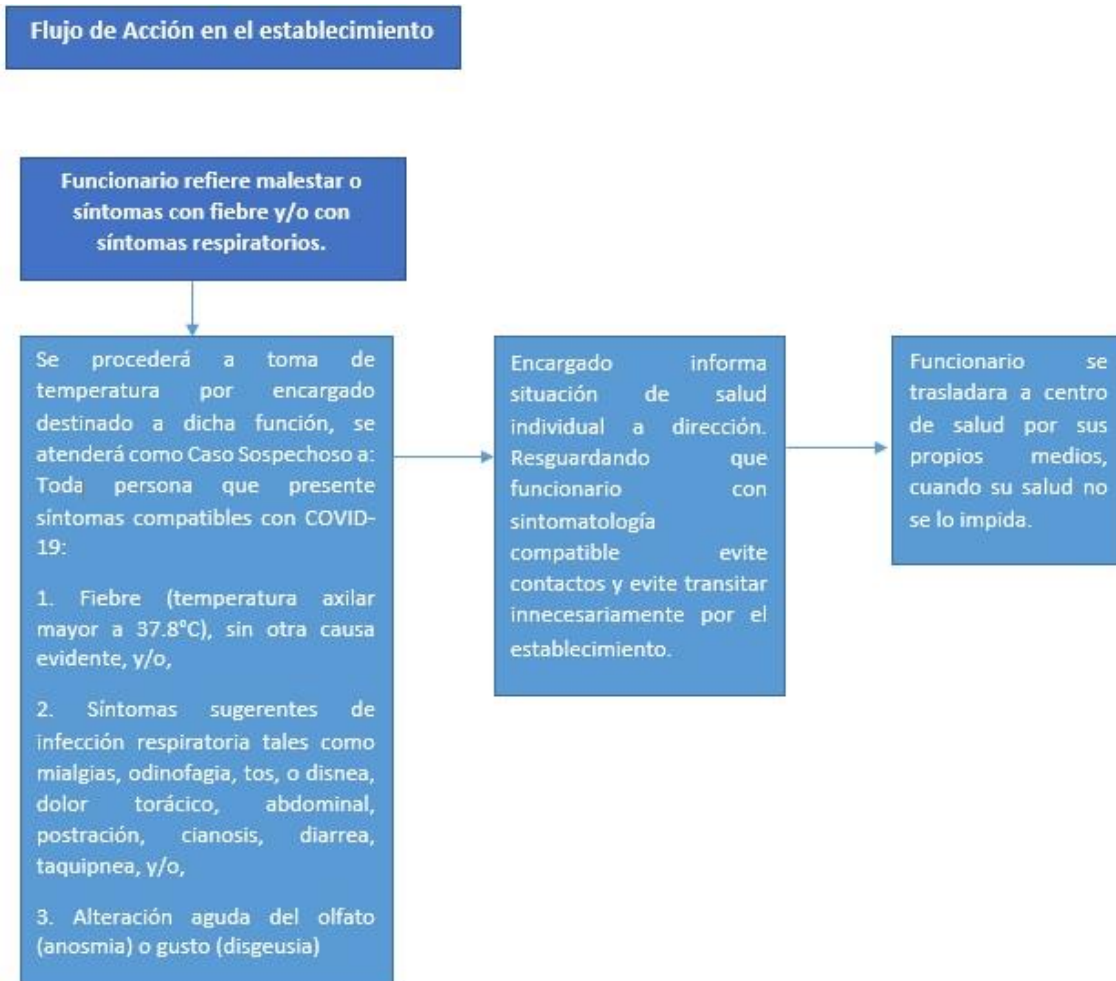 Flujo de Acción en el establecimiento
Funcionario refiere malestar o
síntomas con fiebre y/o con
síntomas respiratorios.
Se procederá a toma de
temperatura por encargado
destinado a dicha función, se
atenderá como Caso Sospechoso a:
Toda persona que presente
síntomas compatibles con COVID-
19:
1. Fiebre (temperatura axilar
mayor a 37.8°C), sin otra causa
evidente, y/o,
2. Síntomas sugerentes de
infección respiratoria tales como
mialgias, odinofagia, tos, o disnea,
dolor torácico, abdominal,
postración, cianosis, diarrea,
taquipnea, y/o,
3. Alteración aguda del olfato
(anosmia) o gusto (disgeusia)
Encargado informa
situación de salud
individual a dirección.
Resguardando que
funcionario con
sintomatología
compatible evite
contactos y evite transitar
innecesariamente por el
establecimiento.
Funcionario se
trasladara a centro
de salud por sus
propios medios,
cuando su salud no
se lo impida.